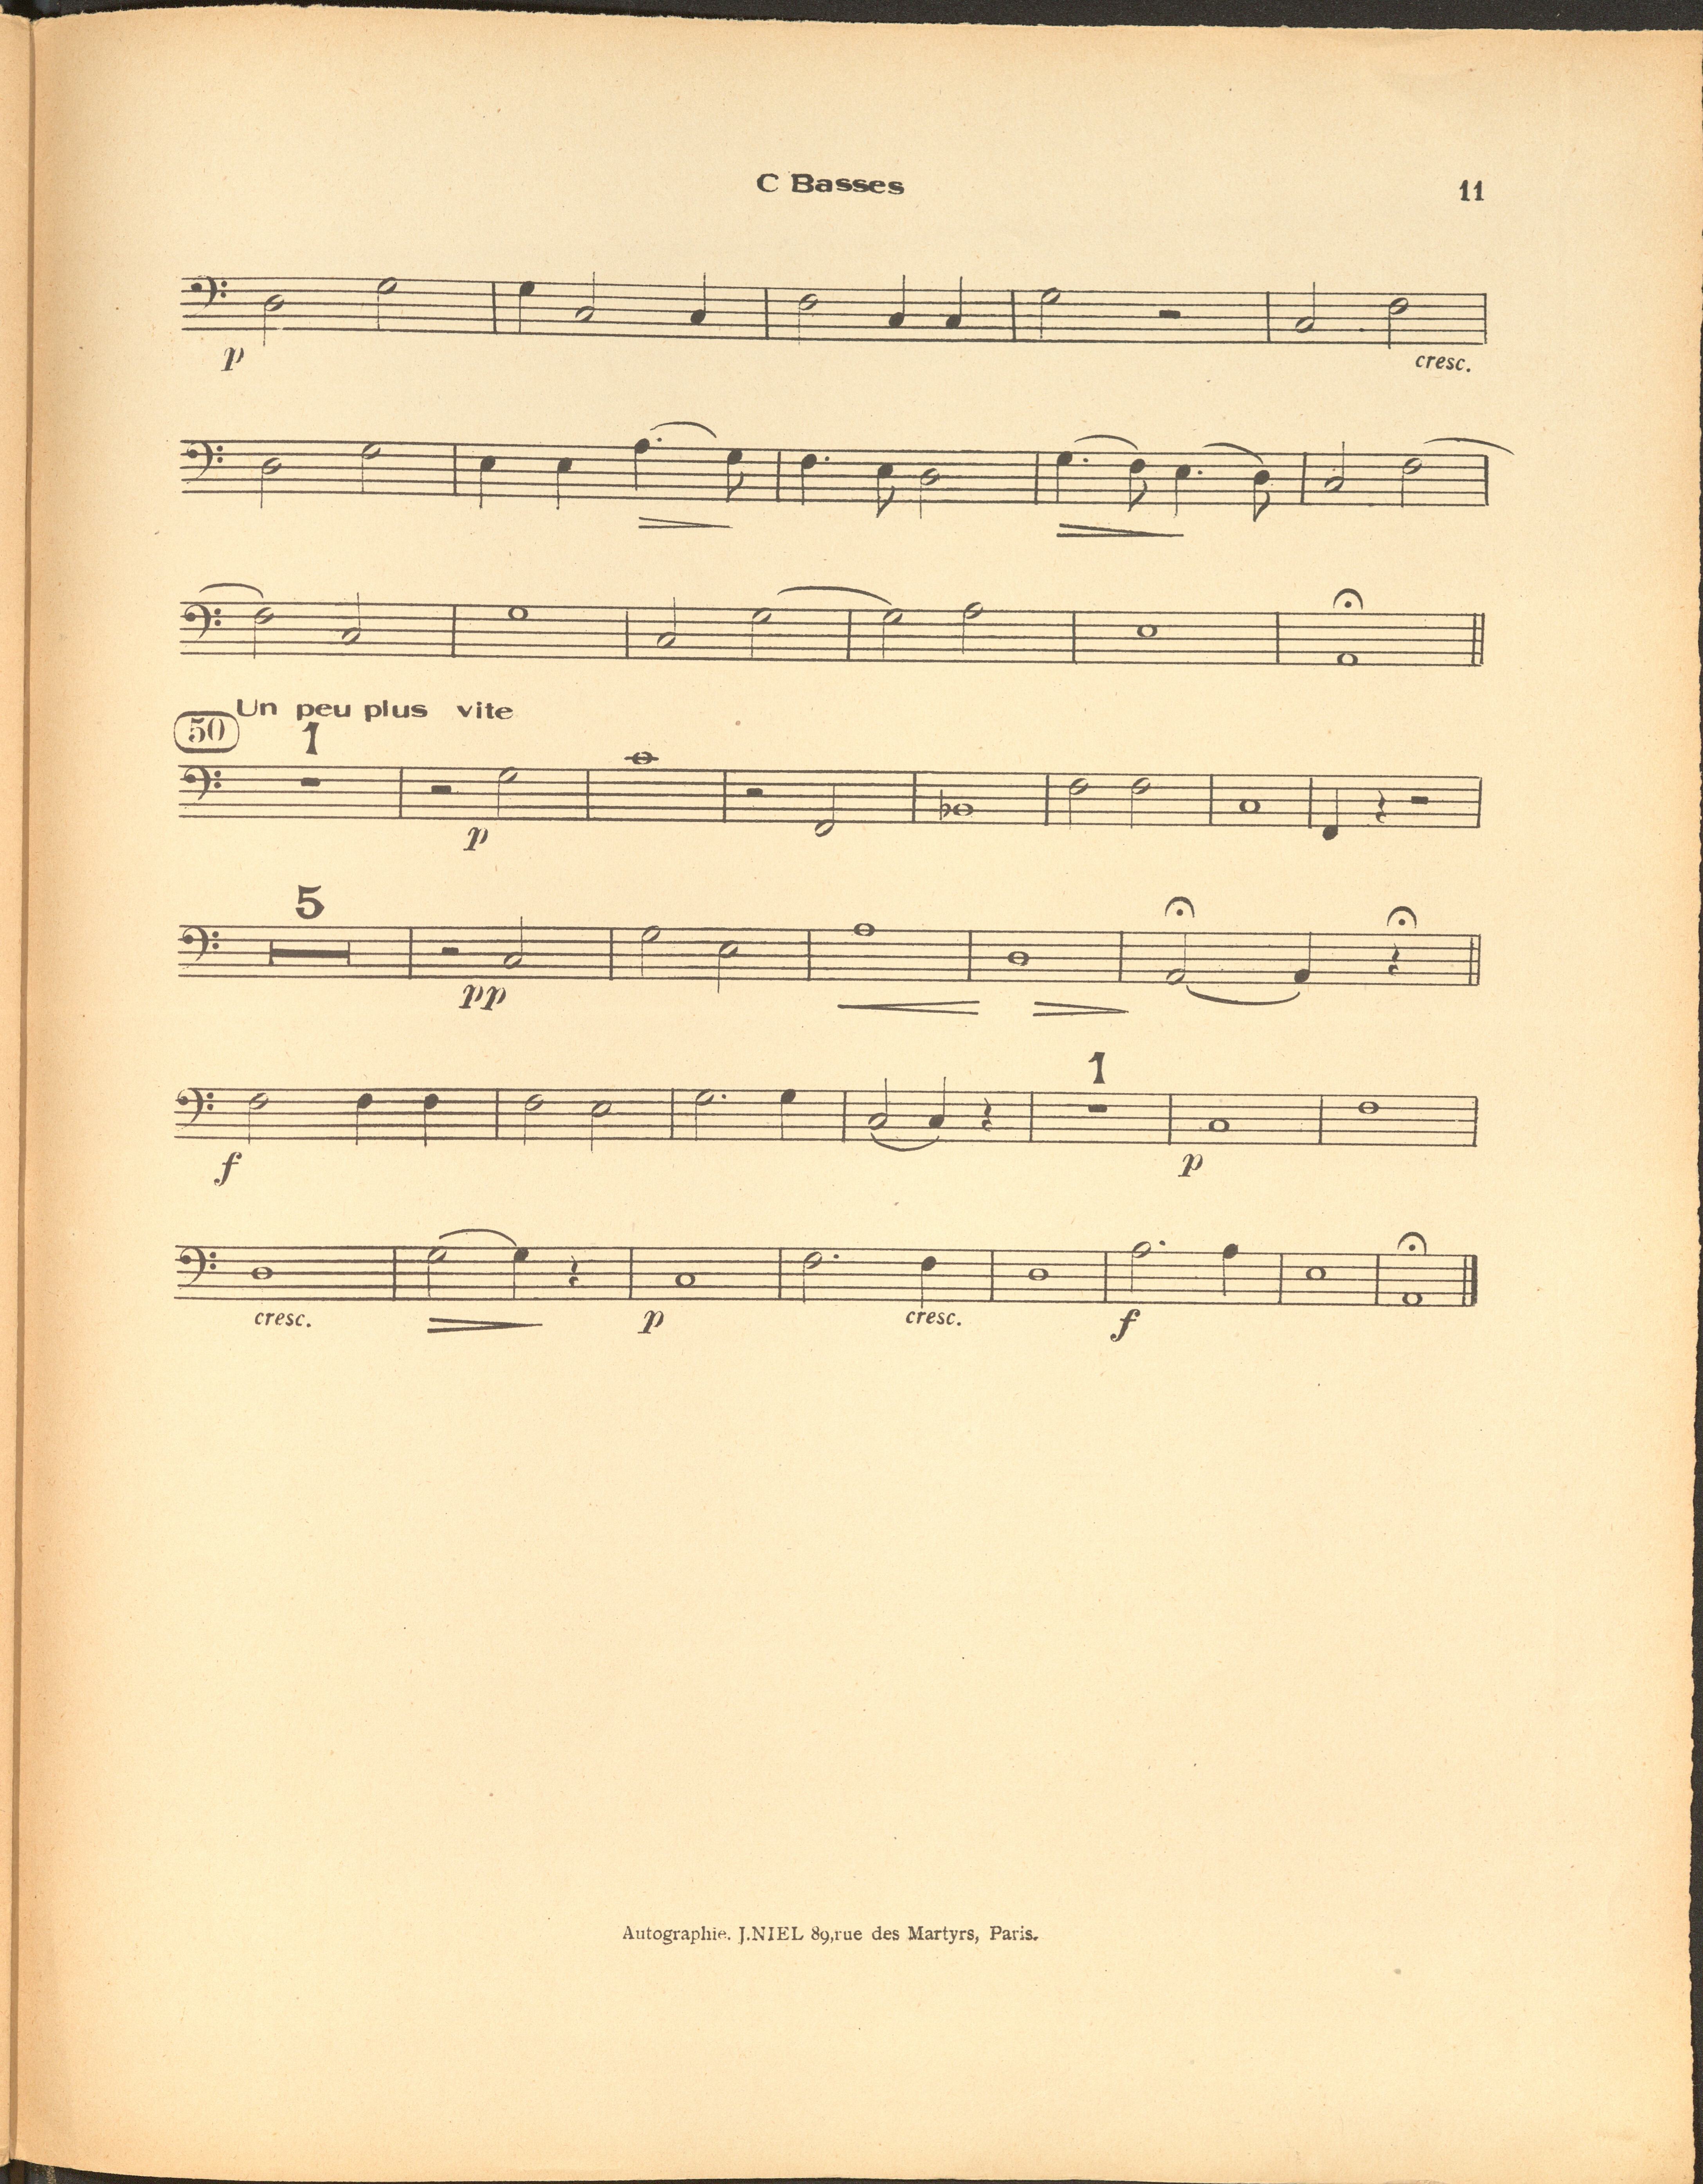 C Basses
11
p
cresc.
Un peu plus vite
50
1
p
5
pp
1
f
p
cresc.
p
cresc.
f
Autographie. J.NIEL 89,rue des Martyrs, Paris.